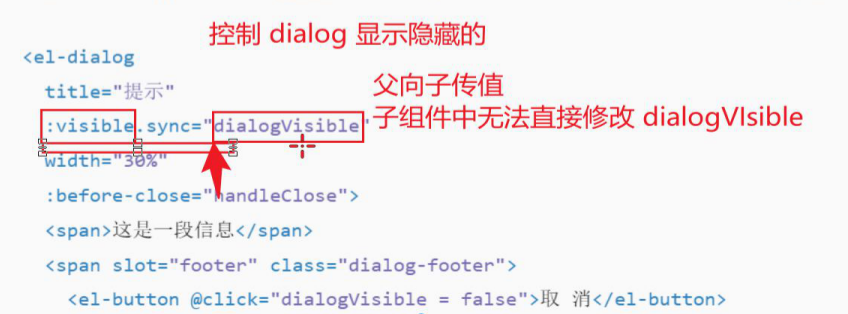 控制 dialog 显示隐藏的
<el-dialog
title="提示"
父向子传值
:visible.sync="dialogVisible"
子组件中无法直接修改 dialogVIsible
width="30%"
:before-close="handleClose">
<span>这是一段信息</span>
<span slot="footer" class="dialog-footer">
<el-button @click="dialogVisible = false">取 消</el-button>